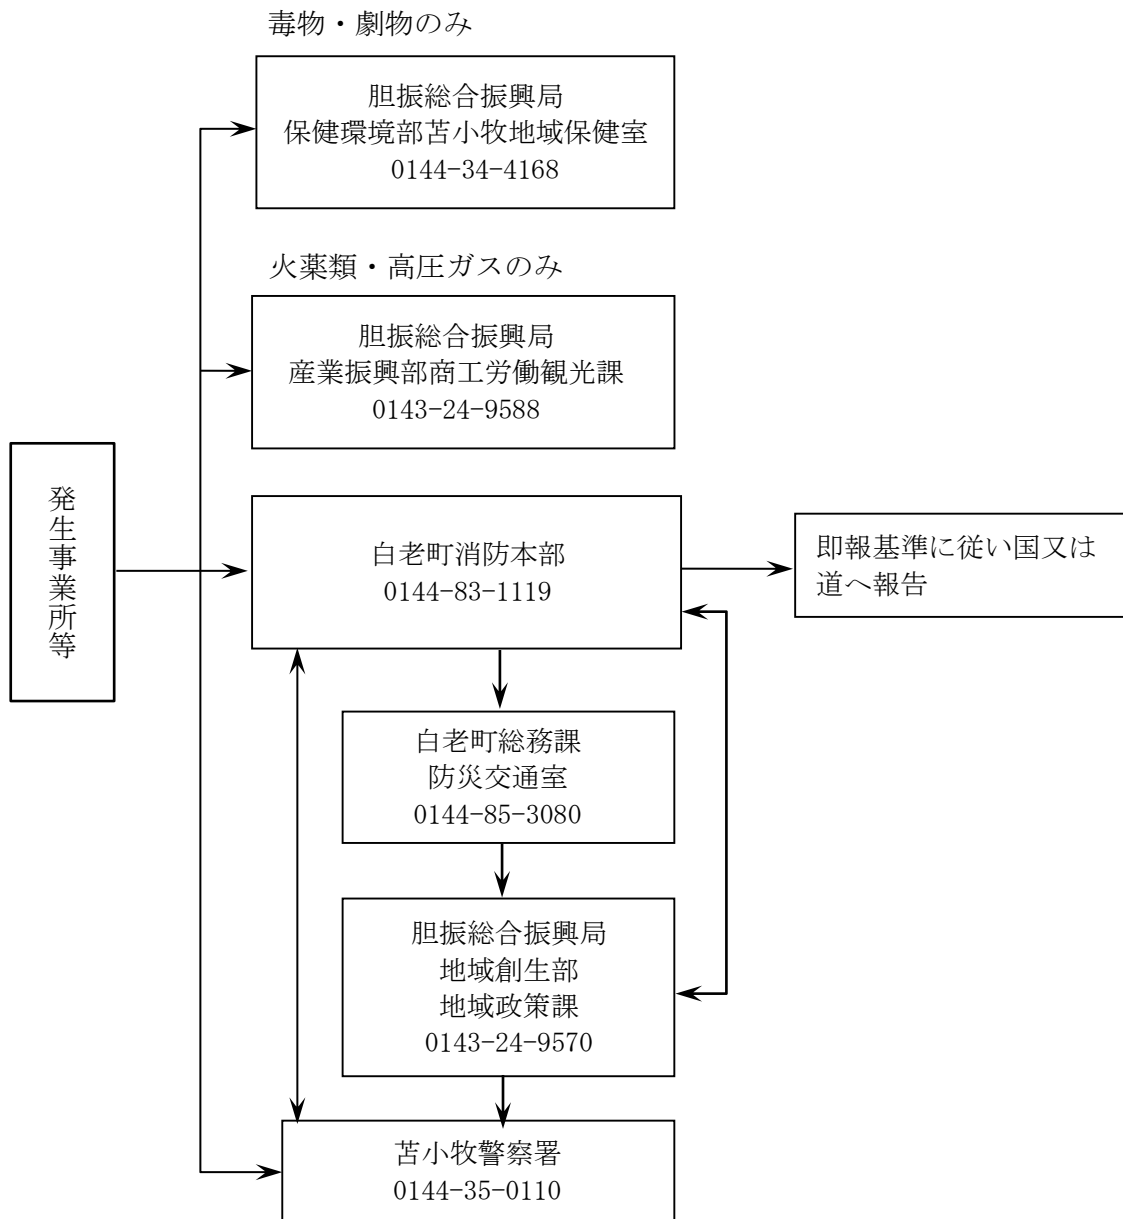 毒物・劇物のみ
胆振総合振興局
保健環境部苫小牧地域保健室
0144-34-4168
火薬類・高圧ガスのみ
胆振総合振興局
産業振興部商工労働観光課
0143-24-9588
発生事業所等
白老町消防本部
0144-83-1119
即報基準に従い国又は
道へ報告
白老町総務課
防災交通室
0144-85-3080
胆振総合振興局
地域創生部
地域政策課
0143-24-9570
苫小牧警察署
0144-35-0110